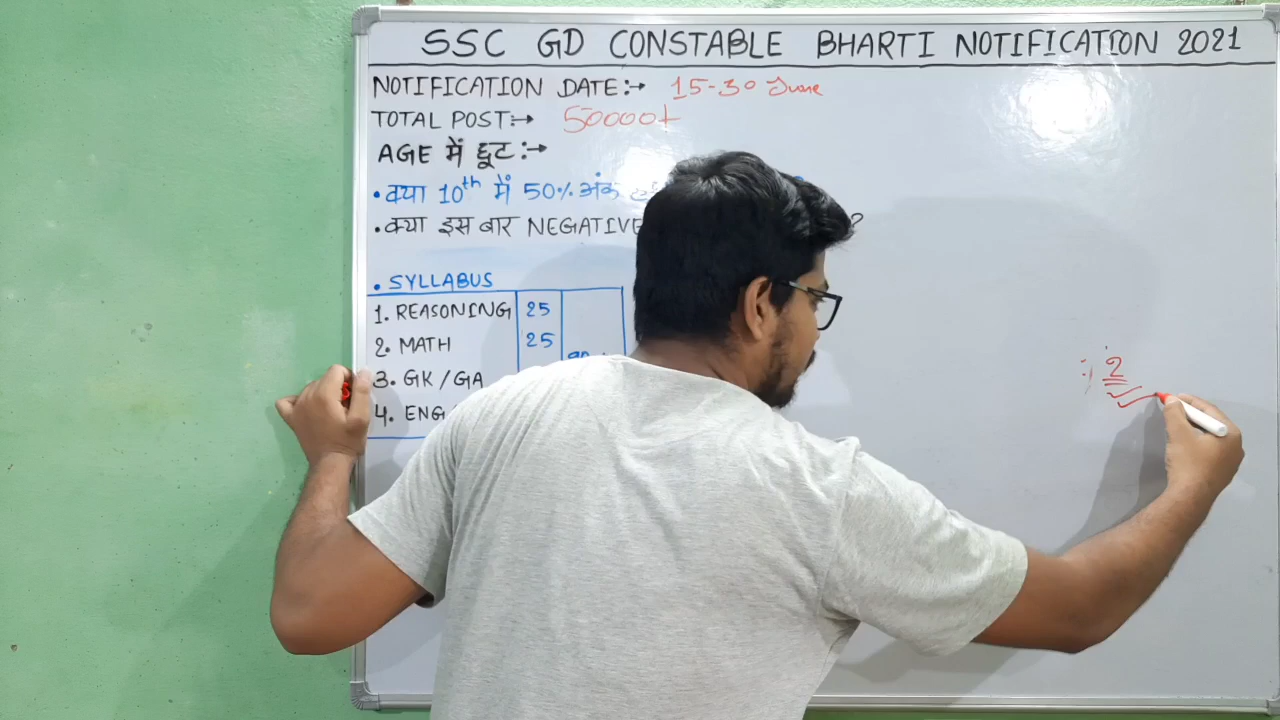 SSC GD CONSTABLE BHARTI NOTIFICATION 2021
NOTIFICATION DATE:→ 15-30 June
TOTAL POST:→ 50000+
AGE में छूट:→
• क्या 10th में 50% अंक
• क्या इस बार NEGATIVE ?
• SYLLABUS
1. REASONING 25
2. MATH 25
3. GK/GA
4. ENG
2